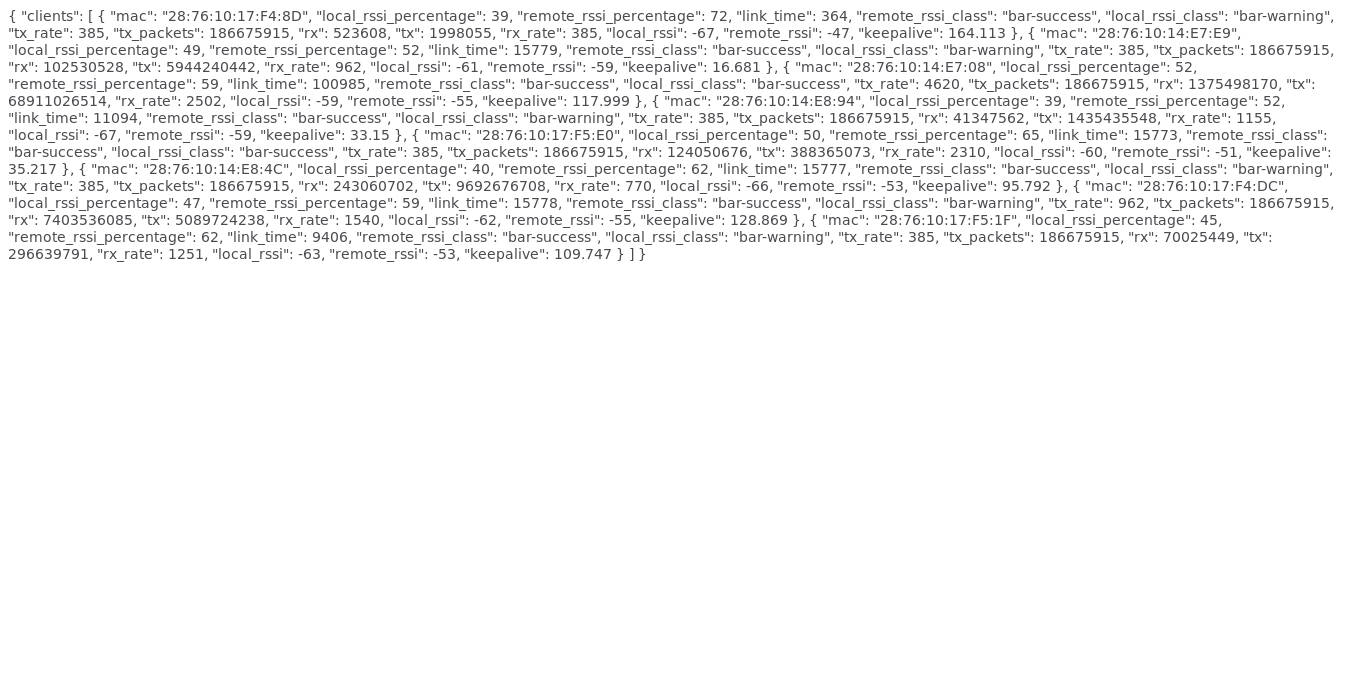 { "clients": [ { "mac": "28:76:10:17:F4:8D", "local_rssi_percentage": 39, "remote_rssi_percentage": 72, "link_time": 364, "remote_rssi_class": "bar-success", "local_rssi_class": "bar-warning",
"tx_rate": 385, "tx_packets": 186675915, "rx": 523608, "tx": 1998055, "rx_rate": 385, "local_rssi": -67, "remote_rssi": -47, "keepalive": 164.113 }, { "mac": "28:76:10:14:E7:E9",
"local_rssi_percentage": 49, "remote_rssi_percentage": 52, "link_time": 15779, "remote_rssi_class": "bar-success", "local_rssi_class": "bar-warning", "tx_rate": 385, "tx_packets": 186675915,
"rx": 102530528, "tx": 5944240442, "rx_rate": 962, "local_rssi": -61, "remote_rssi": -59, "keepalive": 16.681 }, { "mac": "28:76:10:14:E7:08", "local_rssi_percentage": 52,
"remote_rssi_percentage": 59, "link_time": 100985, "remote_rssi_class": "bar-success", "local_rssi_class": "bar-success", "tx_rate": 4620, "tx_packets": 186675915, "rx": 1375498170, "tx":
68911026514, "rx_rate": 2502, "local_rssi": -59, "remote_rssi": -55, "keepalive": 117.999 }, { "mac": "28:76:10:14:E8:94", "local_rssi_percentage": 39, "remote_rssi_percentage": 52,
"link_time": 11094, "remote_rssi_class": "bar-success", "local_rssi_class": "bar-warning", "tx_rate": 385, "tx_packets": 186675915, "rx": 41347562, "tx": 1435435548, "rx_rate": 1155,
"local_rssi": -67, "remote_rssi": -59, "keepalive": 33.15 }, { "mac": "28:76:10:17:F5:E0", "local_rssi_percentage": 50, "remote_rssi_percentage": 65, "link_time": 15773, "remote_rssi_class":
"bar-success", "local_rssi_class": "bar-success", "tx_rate": 385, "tx_packets": 186675915, "rx": 124050676, "tx": 388365073, "rx_rate": 2310, "local_rssi": -60, "remote_rssi": -51, "keepalive":
35.217 }, { "mac": "28:76:10:14:E8:4C", "local_rssi_percentage": 40, "remote_rssi_percentage": 62, "link_time": 15777, "remote_rssi_class": "bar-success", "local_rssi_class": "bar-warning",
"tx_rate": 385, "tx_packets": 186675915, "rx": 243060702, "tx": 9692676708, "rx_rate": 770, "local_rssi": -66, "remote_rssi": -53, "keepalive": 95.792 }, { "mac": "28:76:10:17:F4:DC",
"local_rssi_percentage": 47, "remote_rssi_percentage": 59, "link_time": 15778, "remote_rssi_class": "bar-success", "local_rssi_class": "bar-warning", "tx_rate": 962, "tx_packets": 186675915,
"rx": 7403536085, "tx": 5089724238, "rx_rate": 1540, "local_rssi": -62, "remote_rssi": -55, "keepalive": 128.869 }, { "mac": "28:76:10:17:F5:1F", "local_rssi_percentage": 45,
"remote_rssi_percentage": 62, "link_time": 9406, "remote_rssi_class": "bar-success", "local_rssi_class": "bar-warning", "tx_rate": 385, "tx_packets": 186675915, "rx": 70025449, "tx":
296639791, "rx_rate": 1251, "local_rssi": -63, "remote_rssi": -53, "keepalive": 109.747 } ] }